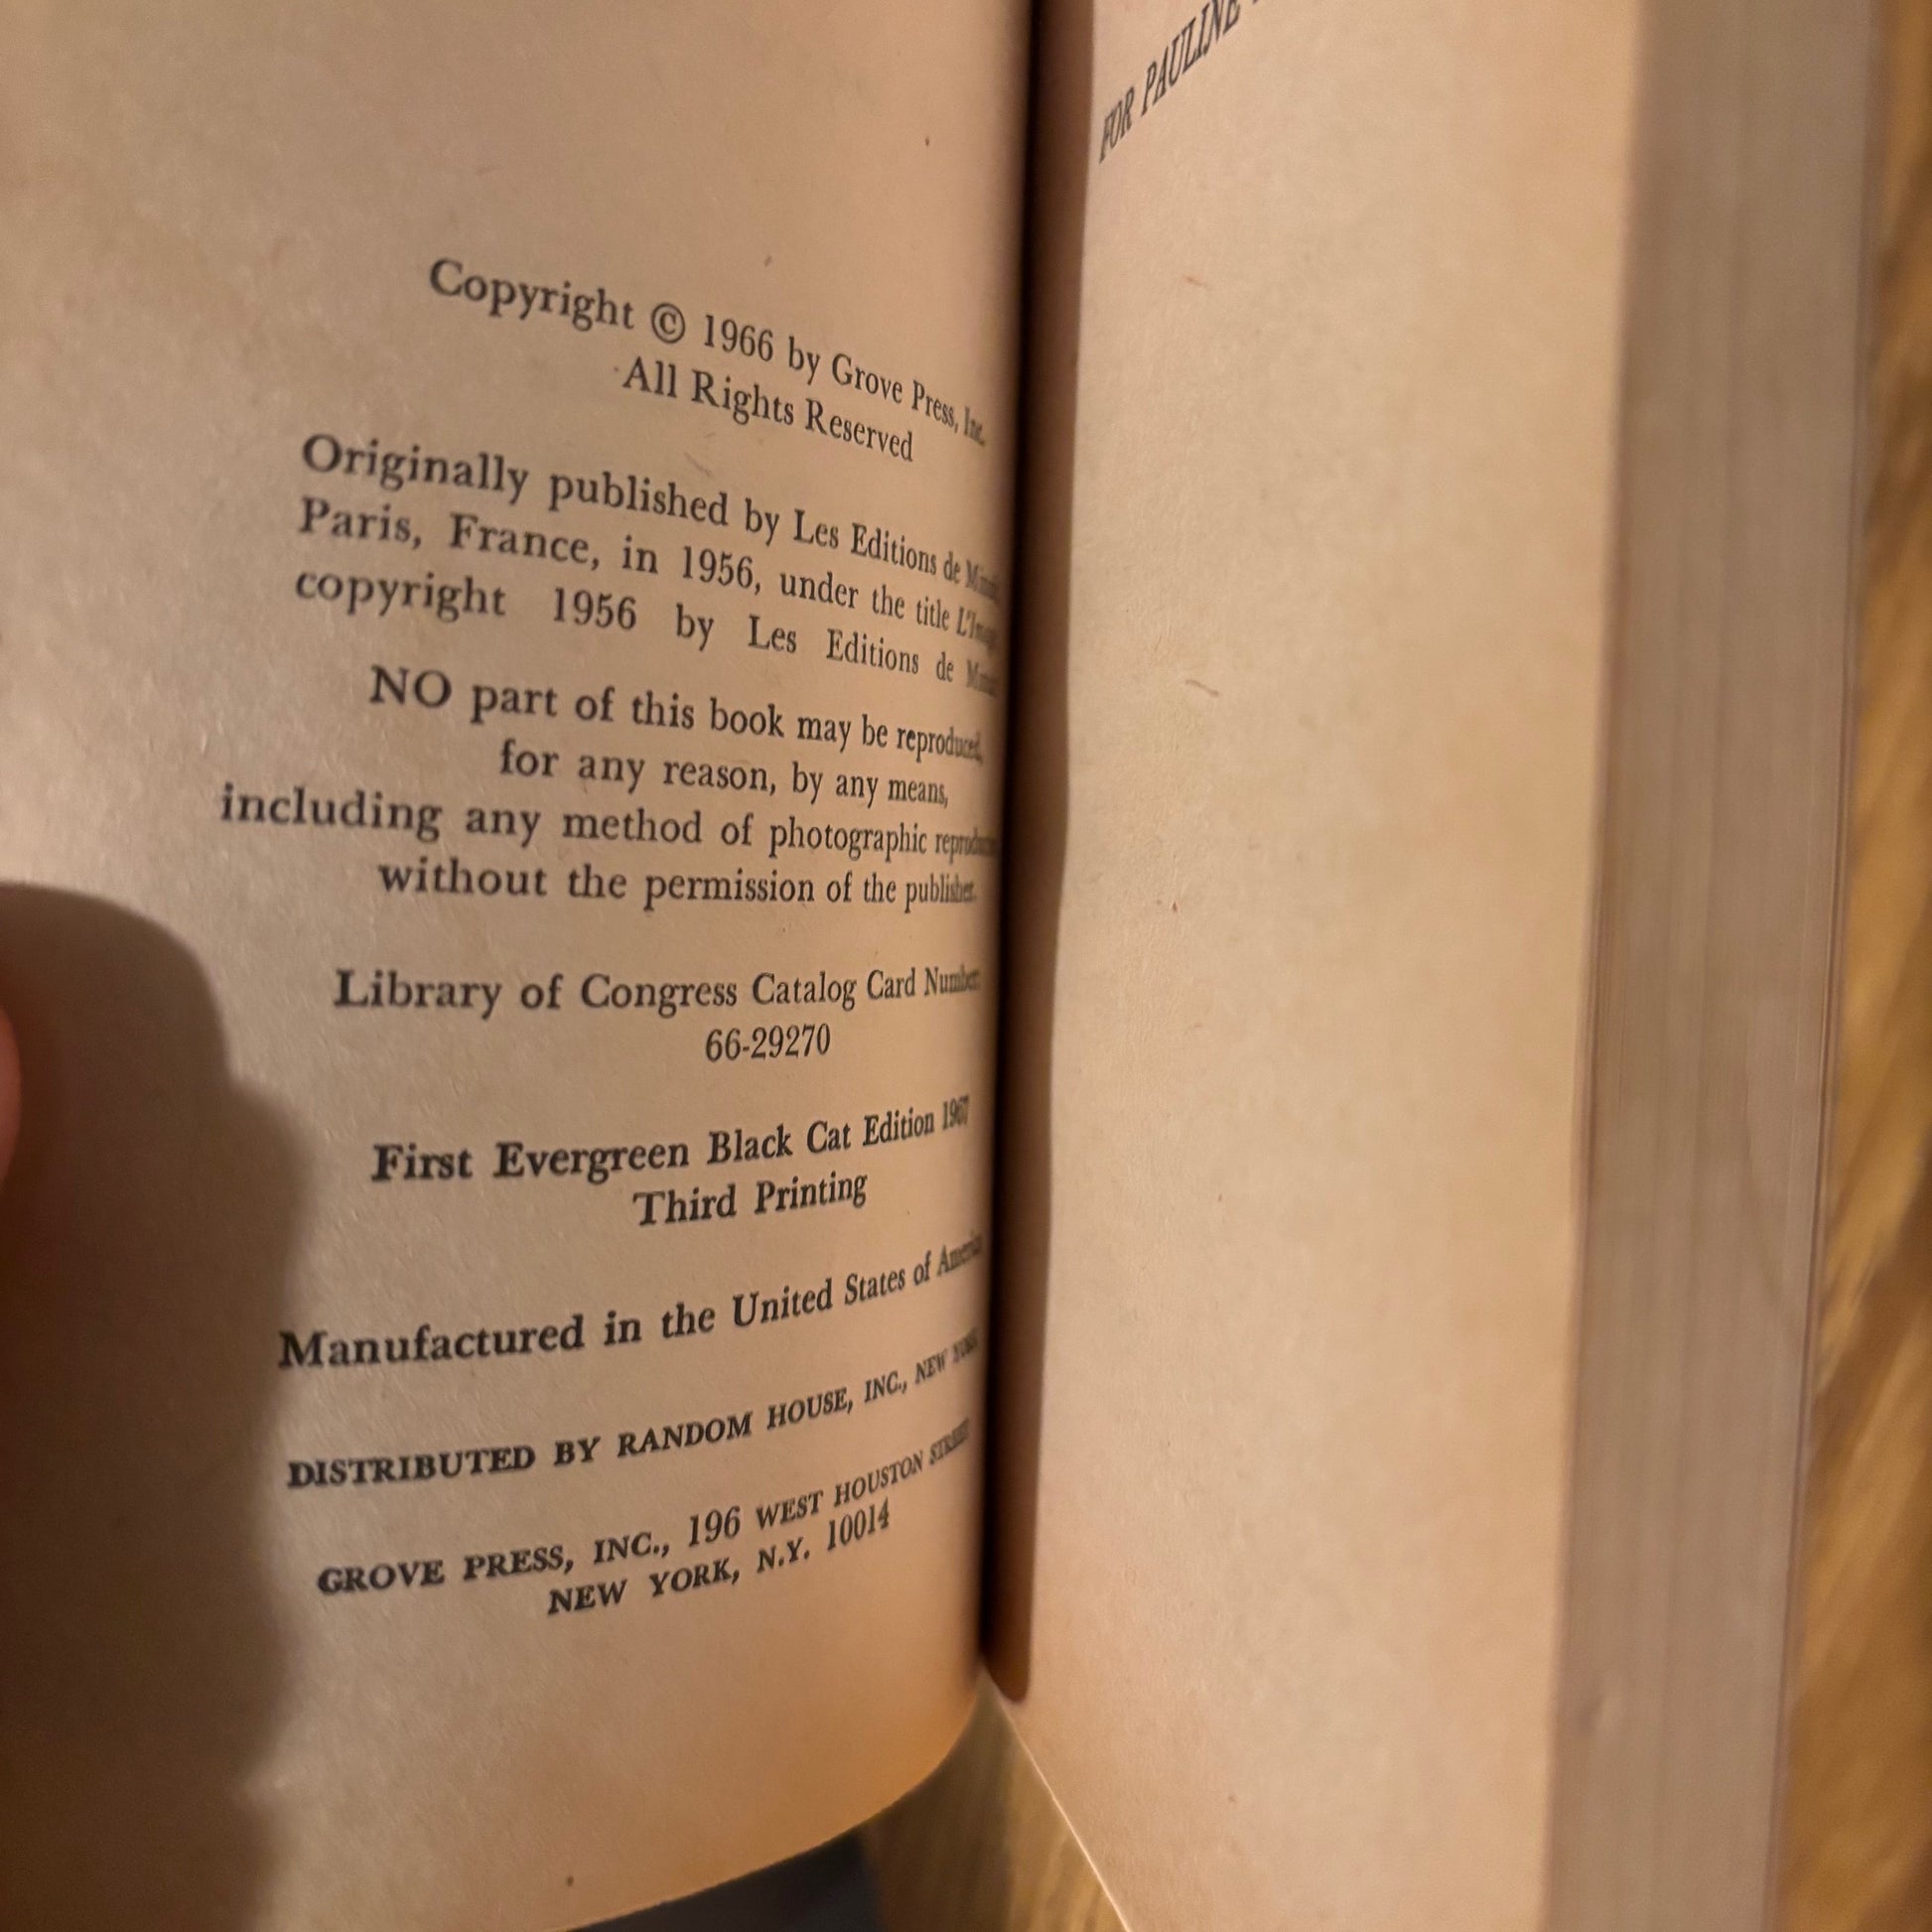 Copyright © 1966 by Grove Press, Inc.
All Rights Reserved
Originally published by Les Editions de
Paris, France, in 1956, under the title
copyright 1956 by Les Editions de
NO part of this book may be reproduced,
for any reason, by any means,
including any method of photographic
without the permission of the publisher.
Library of Congress Catalog Card Number:
66-29270
First Evergreen Black Cat Edition 1967
Third Printing
Manufactured in the United States of America
DISTRIBUTED BY RANDOM HOUSE, INC., NEW YORK
GROVE PRESS, INC., 196 WEST HOUSTON STREET
NEW YORK, N.Y. 10014
FOR PAULINE